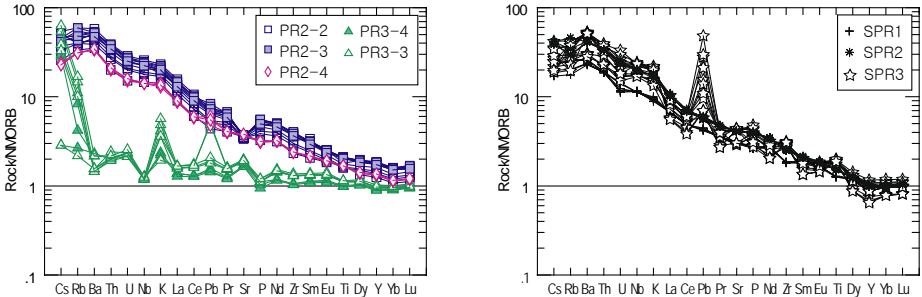 100
10
1
.1
Rock/NMORB
PR2-2 PR3-4
PR2-3 PR3-3
PR2-4
Cs Rb Ba Th U Nb K La Ce Pb Pr Sr P Nd Zr Sm Eu Ti Dy Y Yb Lu
100
10
1
.1
Rock/NMORB
SPR1
SPR2
SPR3
Cs Rb Ba Th U Nb K La Ce Pb Pr Sr P Nd Zr Sm Eu Ti Dy Y Yb Lu